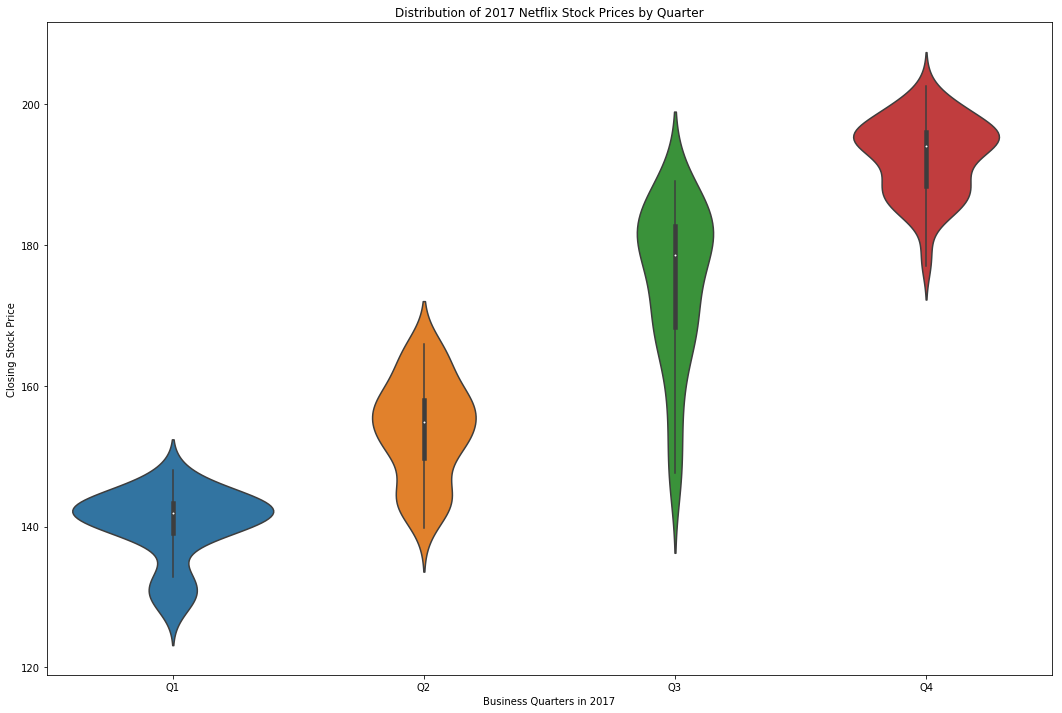 Distribution of 2017 Netflix Stock Prices by Quarter
Closing Stock Price
200
180
160
140
120
Q1 Q2 Q3 Q4
Business Quarters in 2017